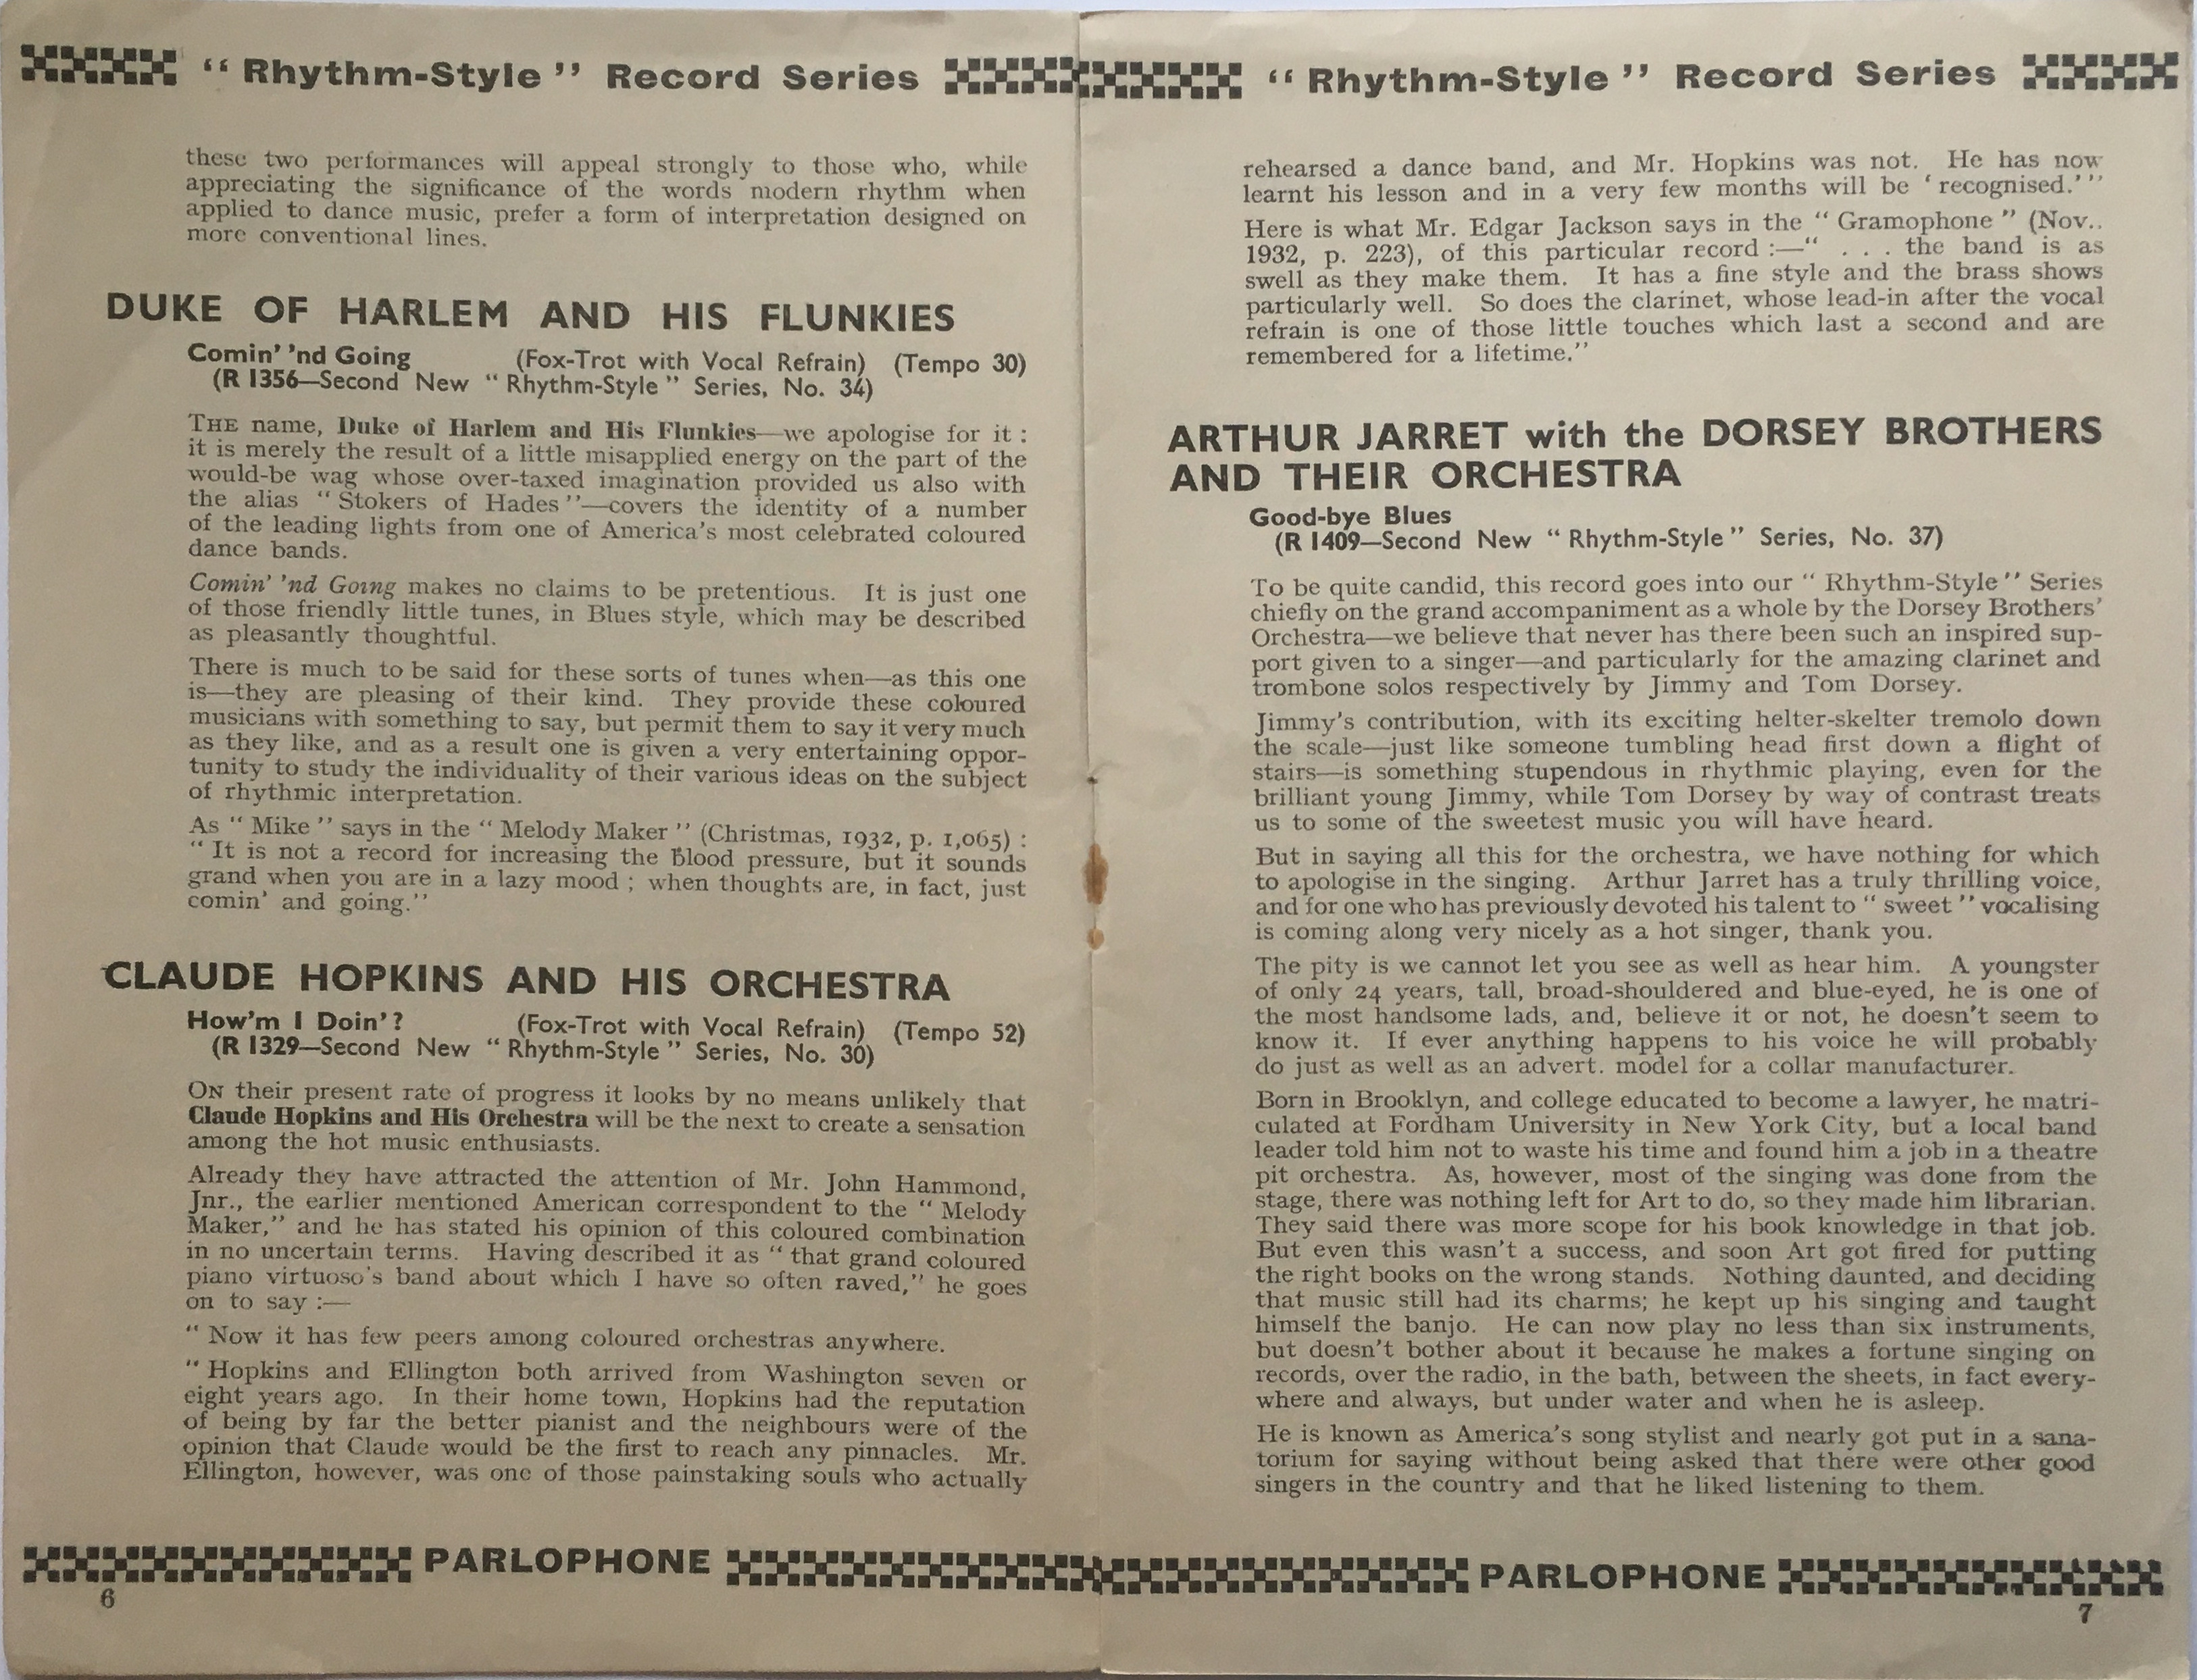 “ Rhythm-Style ” Record Series
these two performances will appeal strongly to those who, while
appreciating the significance of the words modern rhythm when
applied to dance music, prefer a form of interpretation designed on
more conventional lines.
DUKE OF HARLEM AND HIS FLUNKIES
Comin’ ’nd Going (Fox-Trot with Vocal Refrain) (Tempo 30)
(R 1356—Second New “ Rhythm-Style ” Series, No. 34)
THE name, Duke of Harlem and His Flunkies—we apologise for it :
it is merely the result of a little misapplied energy on the part of the
would-be wag whose over-taxed imagination provided us also with
the alias “ Stokers of Hades ”—covers the identity of a number
of the leading lights from one of America’s most celebrated coloured
dance bands.
Comin’ ’nd Going makes no claims to be pretentious. It is just one
of those friendly little tunes, in Blues style, which may be described
as pleasantly thoughtful.
There is much to be said for these sorts of tunes when—as this one
is—they are pleasing of their kind. They provide these coloured
musicians with something to say, but permit them to say it very much
as they like, and as a result one is given a very entertaining oppor-
tunity to study the individuality of their various ideas on the subject
of rhythmic interpretation.
As “ Mike ” says in the “ Melody Maker ” (Christmas, 1932, p. 1,065) :
“ It is not a record for increasing the blood pressure, but it sounds
grand when you are in a lazy mood ; when thoughts are, in fact, just
comin’ and going.”
CLAUDE HOPKINS AND HIS ORCHESTRA
How’m I Doin’? (Fox-Trot with Vocal Refrain) (Tempo 52)
(R 1329—Second New “ Rhythm-Style ” Series, No. 30)
ON their present rate of progress it looks by no means unlikely that
Claude Hopkins and His Orchestra will be the next to create a sensation
among the hot music enthusiasts.
Already they have attracted the attention of Mr. John Hammond,
Jnr., the earlier mentioned American correspondent to the “ Melody
Maker,” and he has stated his opinion of this coloured combination
in no uncertain terms. Having described it as “ that grand coloured
piano virtuoso’s band about which I have so often raved,” he goes
on to say :—
“ Now it has few peers among coloured orchestras anywhere.
“ Hopkins and Ellington both arrived from Washington seven or
eight years ago. In their home town, Hopkins had the reputation
of being by far the better pianist and the neighbours were of the
opinion that Claude would be the first to reach any pinnacles. Mr.
Ellington, however, was one of those painstaking souls who actually
PARLOPHONE
6
“ Rhythm-Style ” Record Series
rehearsed a dance band, and Mr. Hopkins was not. He has now
learnt his lesson and in a very few months will be ‘ recognised.’ ”
Here is what Mr. Edgar Jackson says in the “ Gramophone ” (Nov..
1932, p. 223), of this particular record :—“ . . . the band is as
swell as they make them. It has a fine style and the brass shows
particularly well. So does the clarinet, whose lead-in after the vocal
refrain is one of those little touches which last a second and are
remembered for a lifetime.”
ARTHUR JARRET with the DORSEY BROTHERS
AND THEIR ORCHESTRA
Good-bye Blues
(R 1409—Second New “ Rhythm-Style ” Series, No. 37)
To be quite candid, this record goes into our “ Rhythm-Style ” Series
chiefly on the grand accompaniment as a whole by the Dorsey Brothers’
Orchestra—we believe that never has there been such an inspired sup-
port given to a singer—and particularly for the amazing clarinet and
trombone solos respectively by Jimmy and Tom Dorsey.
Jimmy’s contribution, with its exciting helter-skelter tremolo down
the scale—just like someone tumbling head first down a flight of
stairs—is something stupendous in rhythmic playing, even for the
brilliant young Jimmy, while Tom Dorsey by way of contrast treats
us to some of the sweetest music you will have heard.
But in saying all this for the orchestra, we have nothing for which
to apologise in the singing. Arthur Jarret has a truly thrilling voice,
and for one who has previously devoted his talent to “ sweet ” vocalising
is coming along very nicely as a hot singer, thank you.
The pity is we cannot let you see as well as hear him. A youngster
of only 24 years, tall, broad-shouldered and blue-eyed, he is one of
the most handsome lads, and, believe it or not, he doesn’t seem to
know it. If ever anything happens to his voice he will probably
do just as well as an advert. model for a collar manufacturer.
Born in Brooklyn, and college educated to become a lawyer, he matri-
culated at Fordham University in New York City, but a local band
leader told him not to waste his time and found him a job in a theatre
pit orchestra. As, however, most of the singing was done from the
stage, there was nothing left for Art to do, so they made him librarian.
They said there was more scope for his book knowledge in that job.
But even this wasn’t a success, and soon Art got fired for putting
the right books on the wrong stands. Nothing daunted, and deciding
that music still had its charms; he kept up his singing and taught
himself the banjo. He can now play no less than six instruments,
but doesn’t bother about it because he makes a fortune singing on
records, over the radio, in the bath, between the sheets, in fact every-
where and always, but under water and when he is asleep.
He is known as America’s song stylist and nearly got put in a sana-
torium for saying without being asked that there were other good
singers in the country and that he liked listening to them.
PARLOPHONE
7